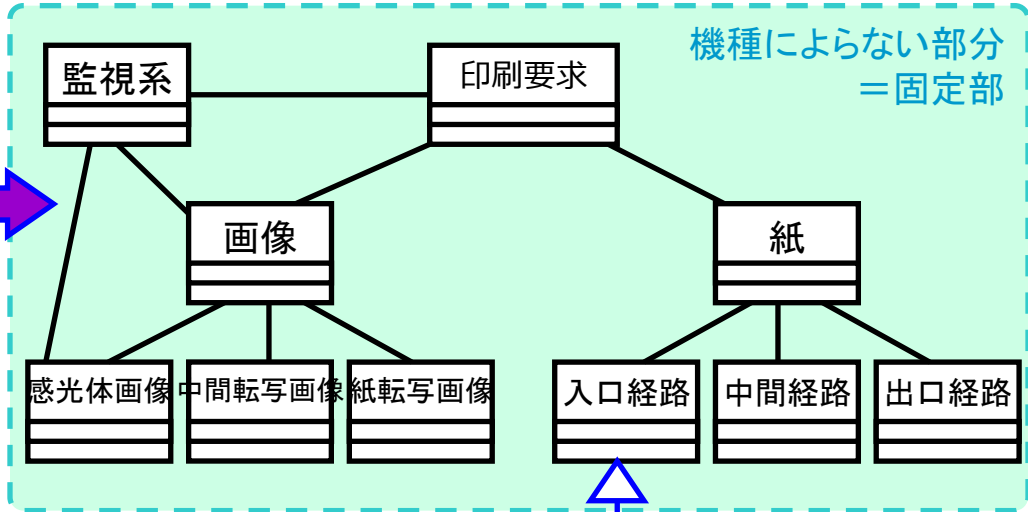 機種によらない部分
＝固定部
監視系
印刷要求
画像
紙
感光体画像
中間転写画像
紙転写画像
入口経路
中間経路
出口経路